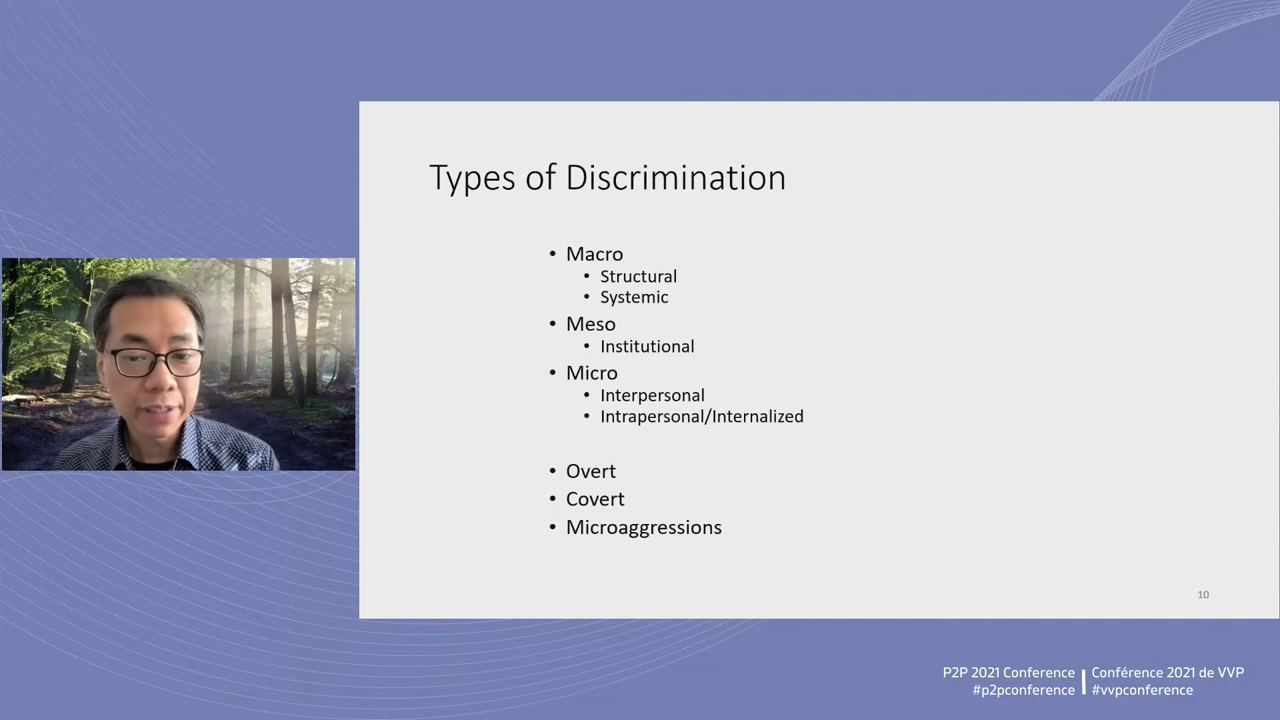 Types of Discrimination
• Macro
• Structural
• Systemic
• Meso
• Institutional
• Micro
• Interpersonal
• Intrapersonal/Internalized
• Overt
• Covert
• Microaggressions
10
P2P 2021 Conference
#p2pconference
Conférence 2021 de VVP
#vvpconference